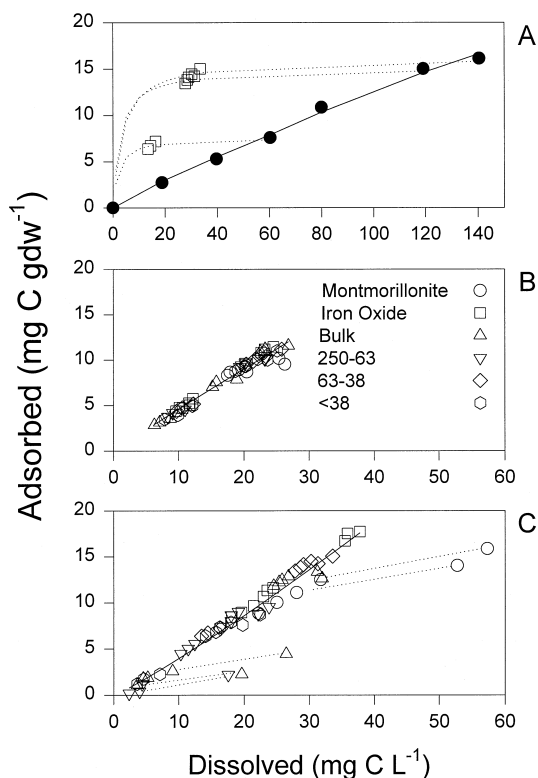 Adsorbed (mg C gdw⁻¹)
A
20
15
10
5
0
0 20 40 60 80 100 120 140
B
20
15
10
5
0
Montmorillonite
Iron Oxide
Bulk
250-63
63-38
<38
0 10 20 30 40 50 60
C
20
15
10
5
0
0 10 20 30 40 50 60
Dissolved (mg C L⁻¹)